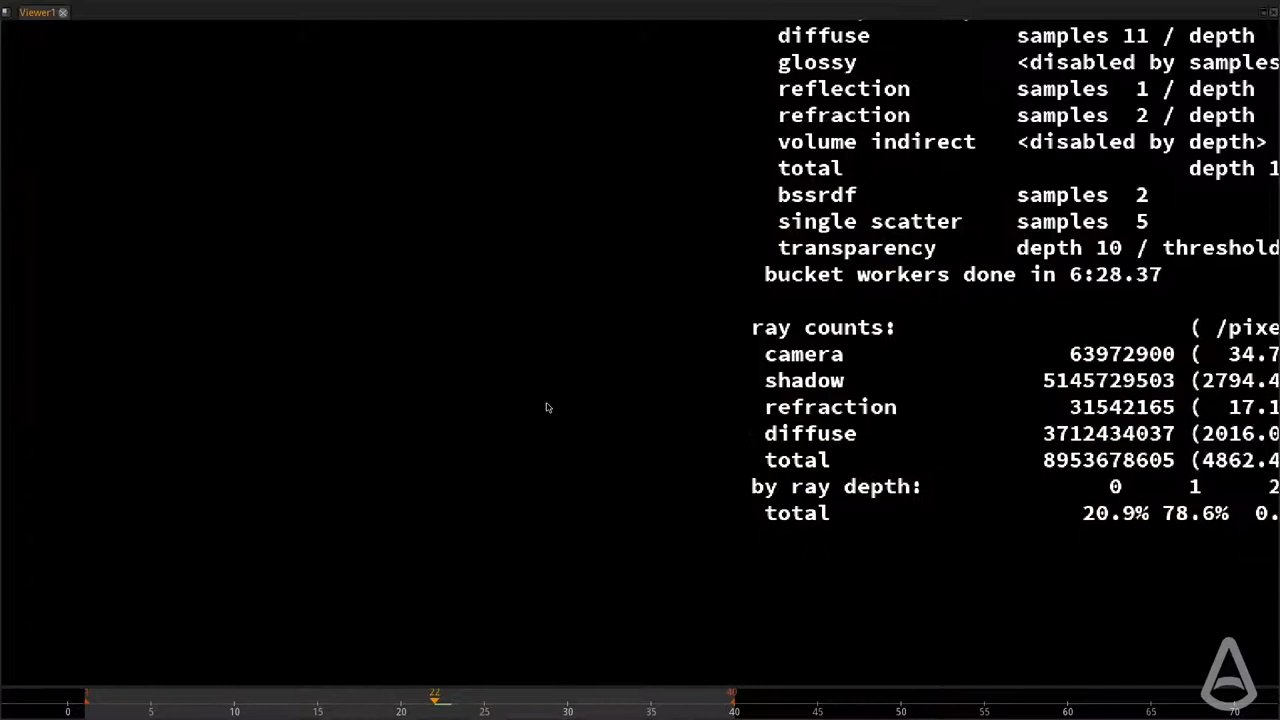 Viewer1
diffuse samples 11 / depth
glossy <disabled by samples
reflection samples 1 / depth
refraction samples 2 / depth
volume indirect <disabled by depth>
total depth 1
bssrdf samples 2
single scatter samples 5
transparency depth 10 / threshold
bucket workers done in 6:28.37
ray counts: ( /pixe
camera 63972900 ( 34.7
shadow 5145729503 (2794.4
refraction 31542165 ( 17.1
diffuse 3712434037 (2016.0
total 8953678605 (4862.4
by ray depth: 0 1 2
total 20.9% 78.6% 0.
1 22 40
0 5 10 15 20 25 30 35 40 45 50 55 60 65 70